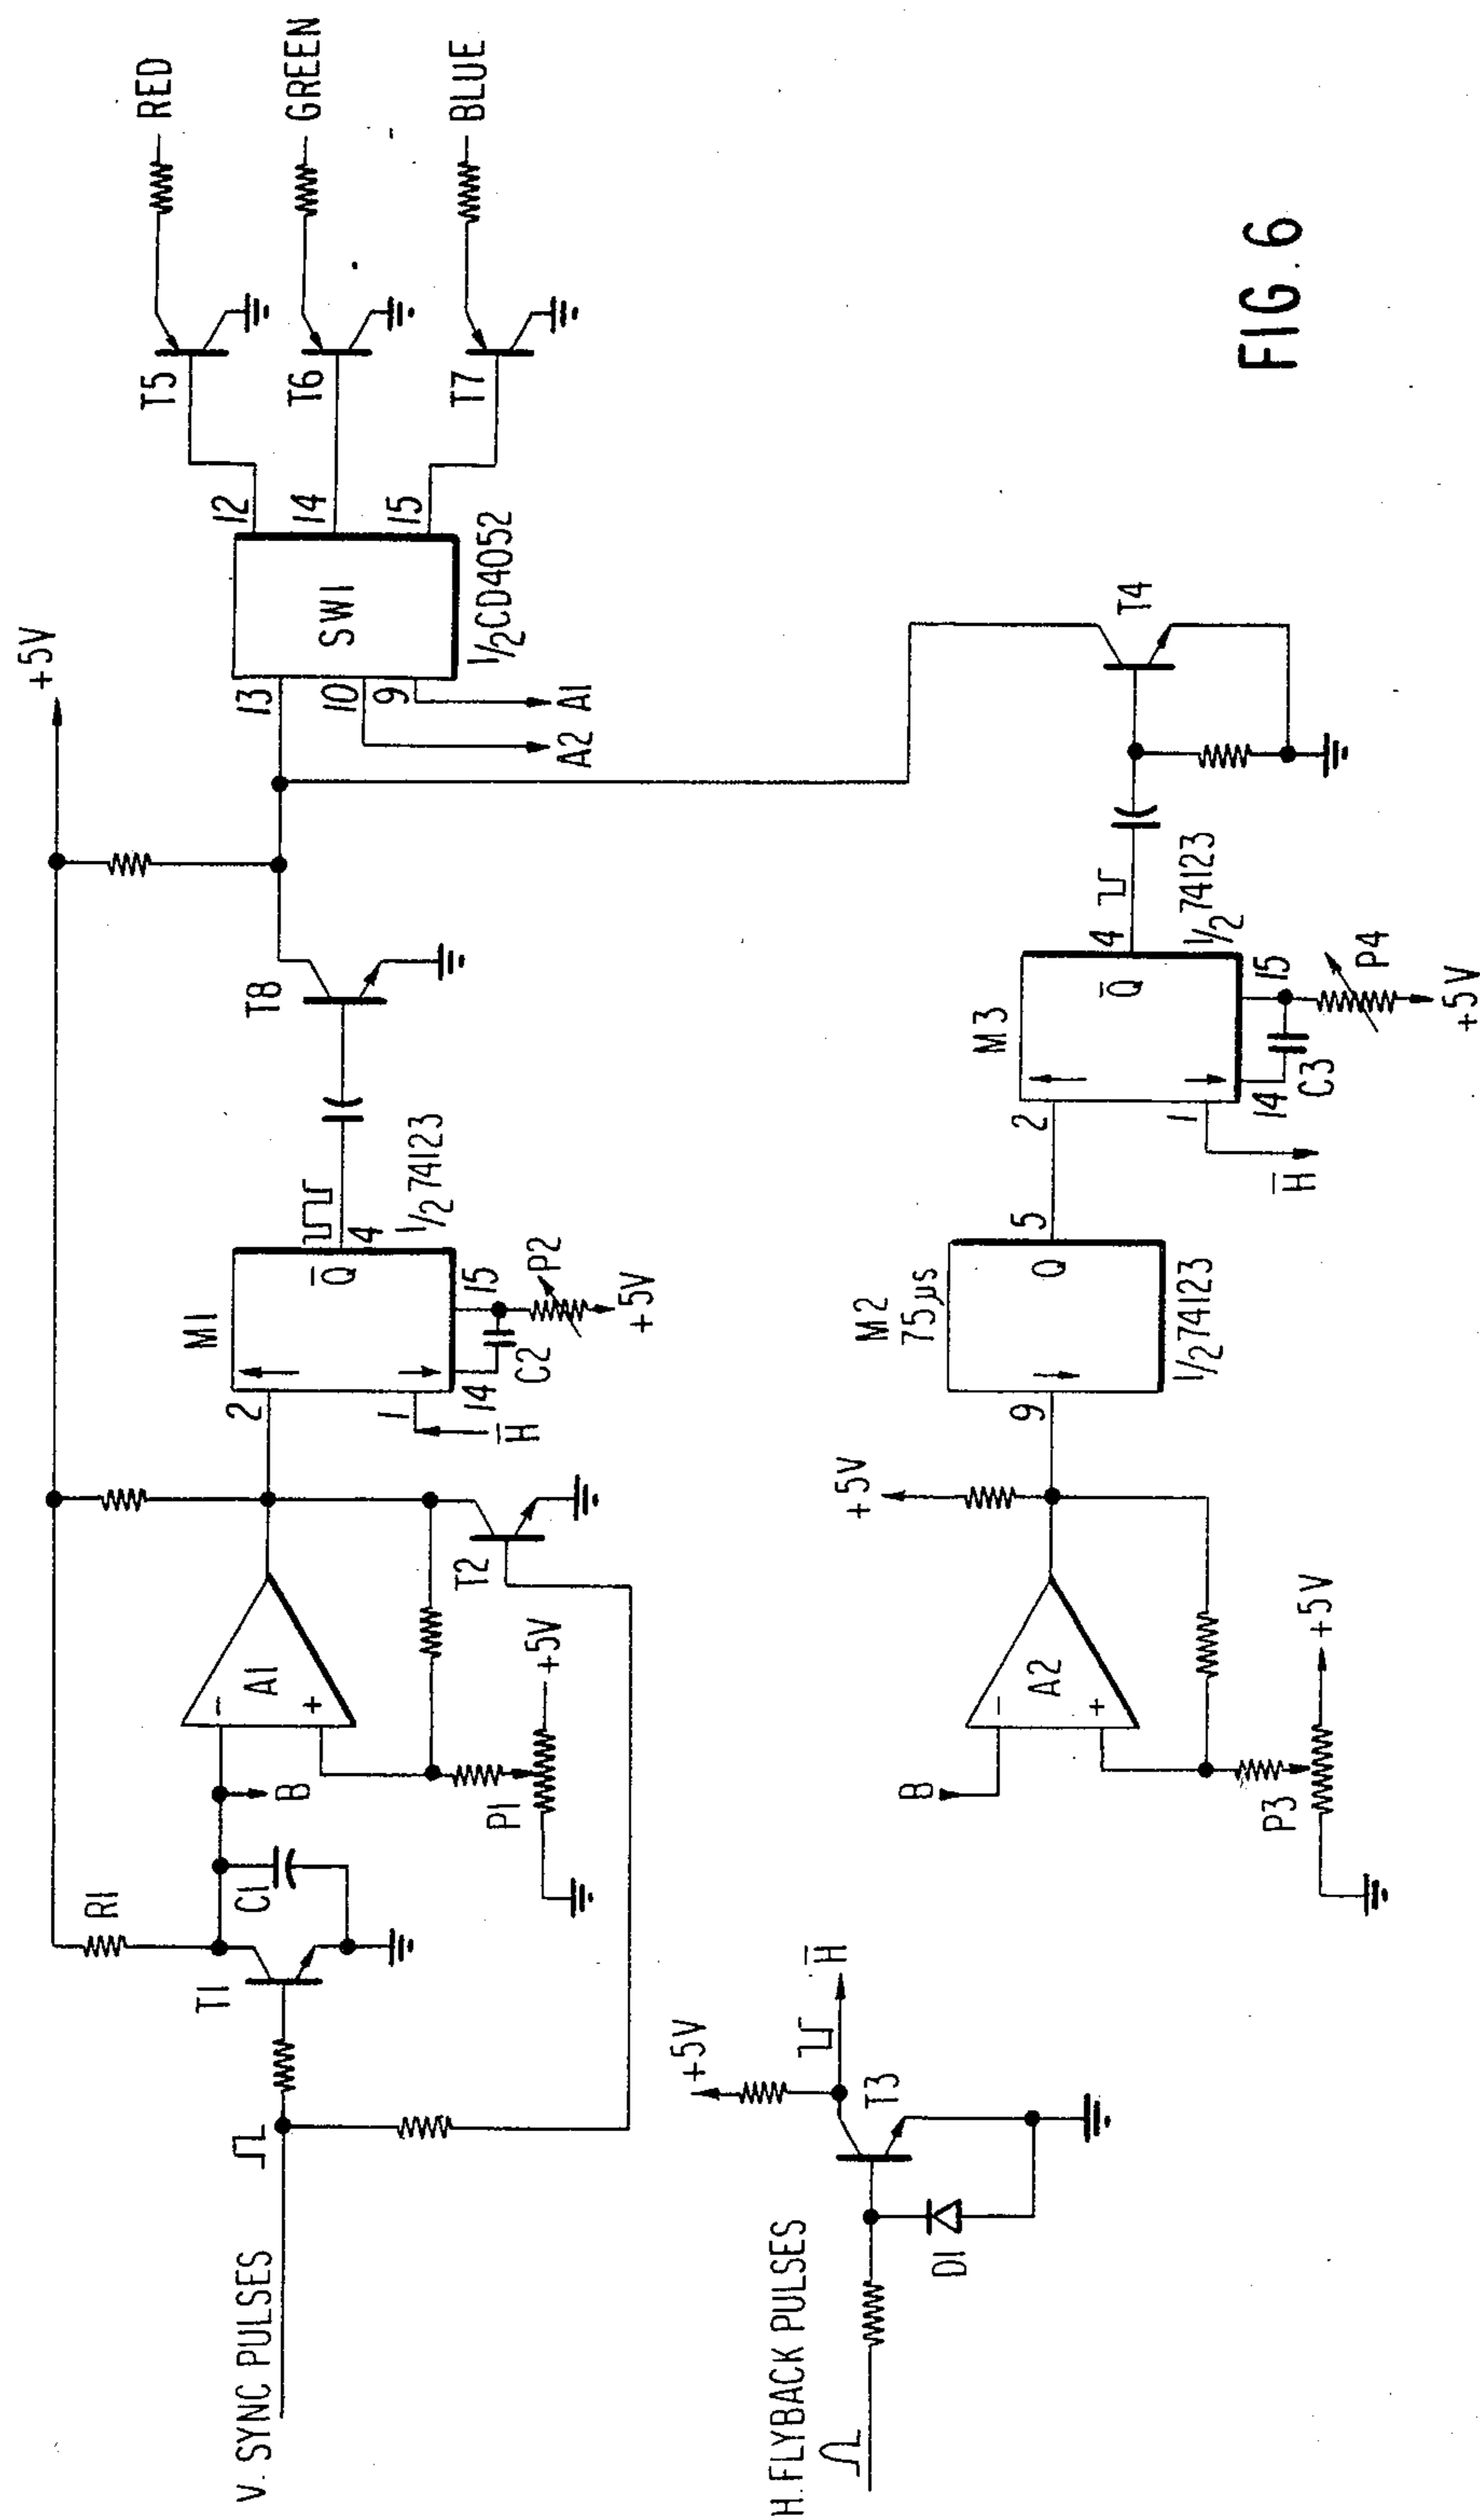 +5V
V. SYNC PULSES
T1
R1
C1
B
A1
-
+
P1
+5V
T2
2
M1
Q̅
1
H̅
14
15
C2
P2
+5V
4
1/2 74123
T8
13
10
9
A2
A1
SW1
1/2 CD4052
12
14
15
T5
T6
T7
RED
GREEN
BLUE
H. FLYBACK PULSES
D1
T3
+5V
H̅
B
A2
-
+
P3
+5V
+5V
9
M2
75μs
Q
5
1/2 74123
2
M3
Q̅
1
H̅
14
15
C3
P4
+5V
4
1/2 74123
T4
FIG. 6